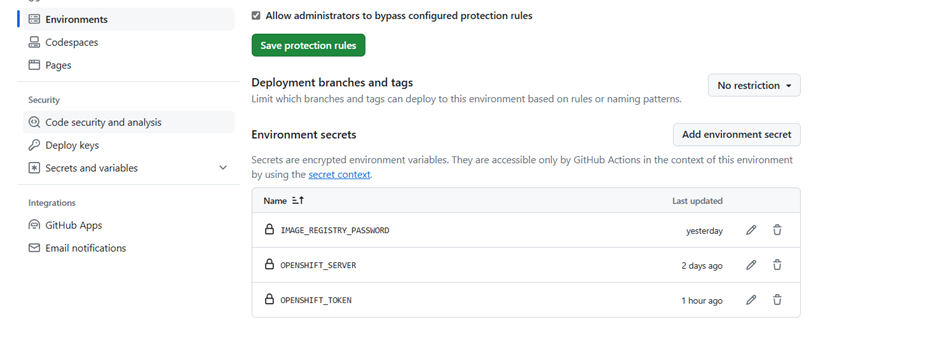 Environments
Codespaces
Pages
Security
Code security and analysis
Deploy keys
Secrets and variables
Integrations
GitHub Apps
Email notifications
Allow administrators to bypass configured protection rules
Save protection rules
Deployment branches and tags
No restriction
Limit which branches and tags can deploy to this environment based on rules or naming patterns.
Environment secrets
Add environment secret
Secrets are encrypted environment variables. They are accessible only by GitHub Actions in the context of this environment
by using the secret context.
Name Last updated
IMAGE_REGISTRY_PASSWORD yesterday
OPENSHIFT_SERVER 2 days ago
OPENSHIFT_TOKEN 1 hour ago